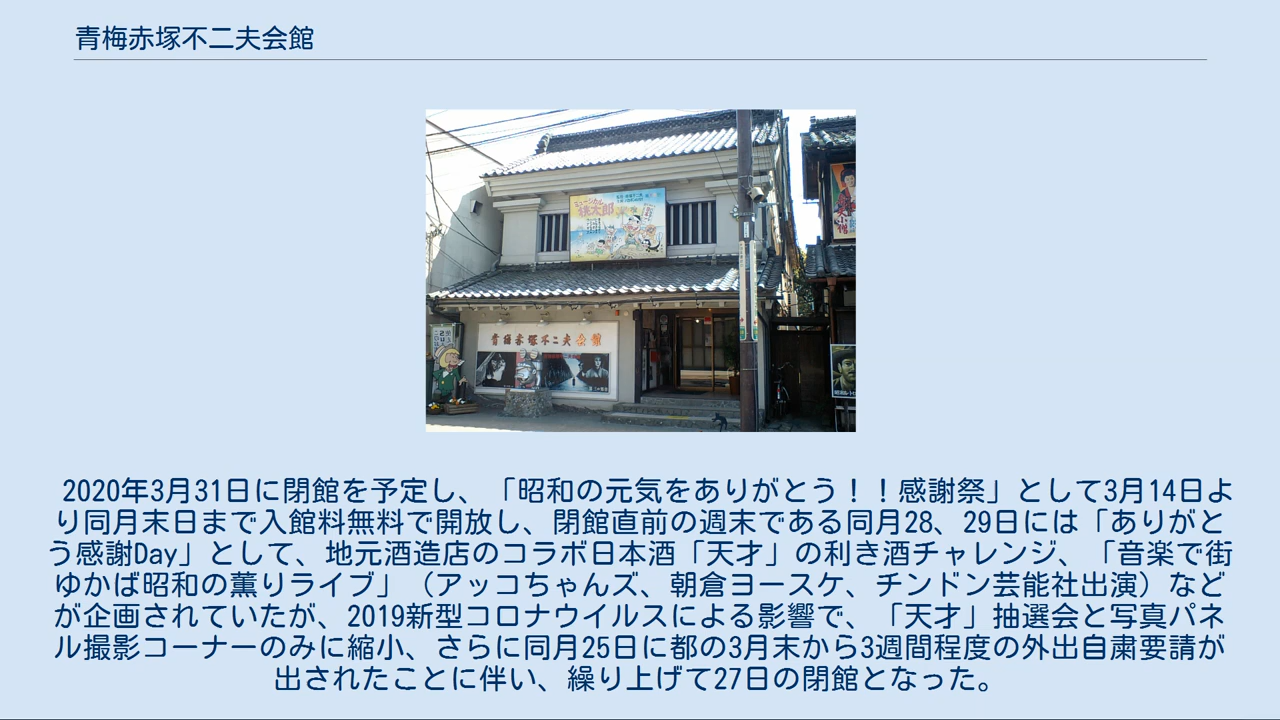 青梅赤塚不二夫会館
ミュージカル
桃太郎
青梅赤塚不二夫会館
2020年3月31日に閉館を予定し、「昭和の元気をありがとう！！感謝祭」として3月14日よ
り同月末日まで入館料無料で開放し、閉館直前の週末である同月28、29日には「ありがと
う感謝Day」として、地元酒造店のコラボ日本酒「天才」の利き酒チャレンジ、「音楽で街
ゆかば昭和の薫りライブ」（アッコちゃんズ、朝倉ヨースケ、チンドン芸能社出演）など
が企画されていたが、2019新型コロナウイルスによる影響で、「天才」抽選会と写真パネ
ル撮影コーナーのみに縮小、さらに同月25日に都の3月末から3週間程度の外出自粛要請が
出されたことに伴い、繰り上げて27日の閉館となった。